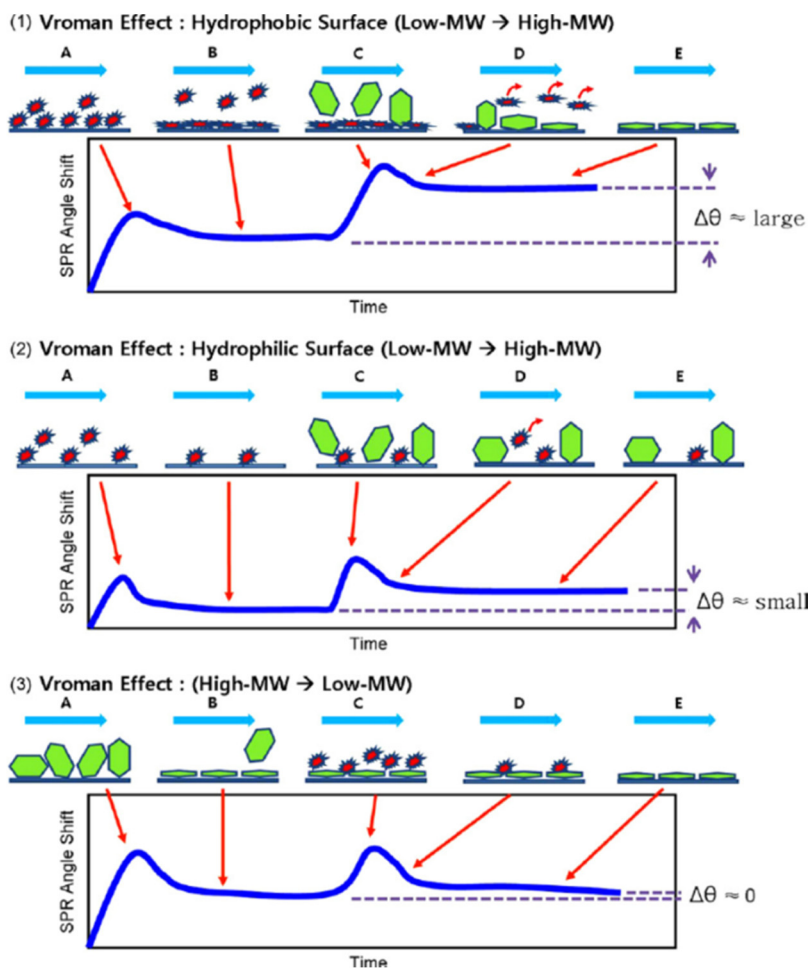 (1) Vroman Effect : Hydrophobic Surface (Low-MW → High-MW)
A B C D E
SPR Angle Shift
Δθ ≈ large
Time
(2) Vroman Effect : Hydrophilic Surface (Low-MW → High-MW)
A B C D E
SPR Angle Shift
Δθ ≈ small
Time
(3) Vroman Effect : (High-MW → Low-MW)
A B C D E
SPR Angle Shift
Δθ ≈ 0
Time